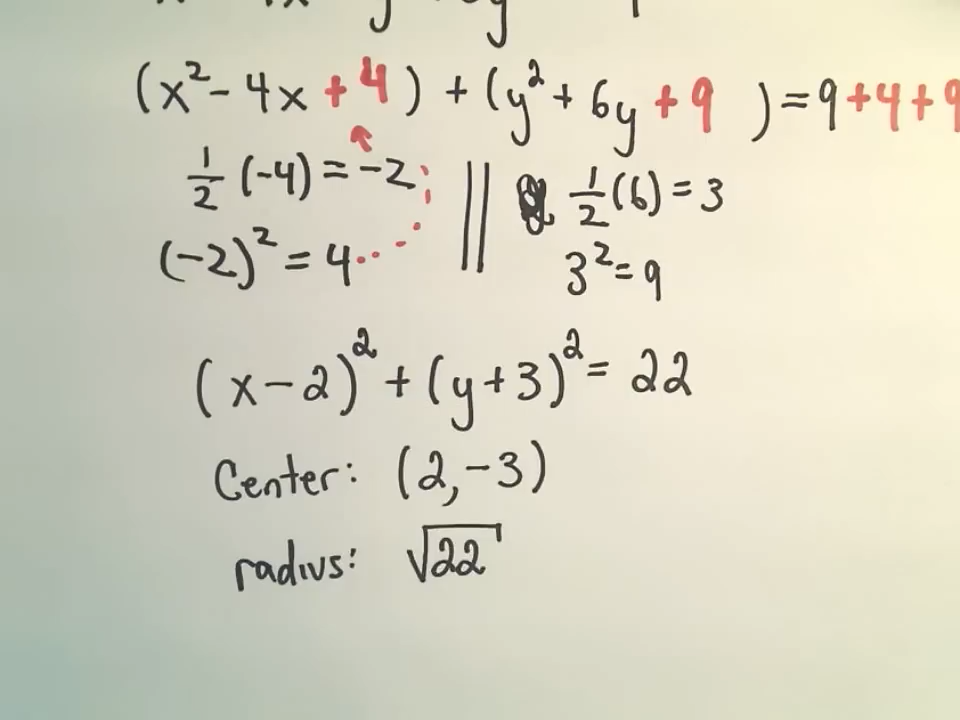 (x² - 4x + 4) + (y² + 6y + 9) = 9 + 4 + 9
1/2 (-4) = -2
(-2)² = 4
1/2 (6) = 3
3² = 9
(x - 2)² + (y + 3)² = 22
Center: (2, -3)
radius: √22